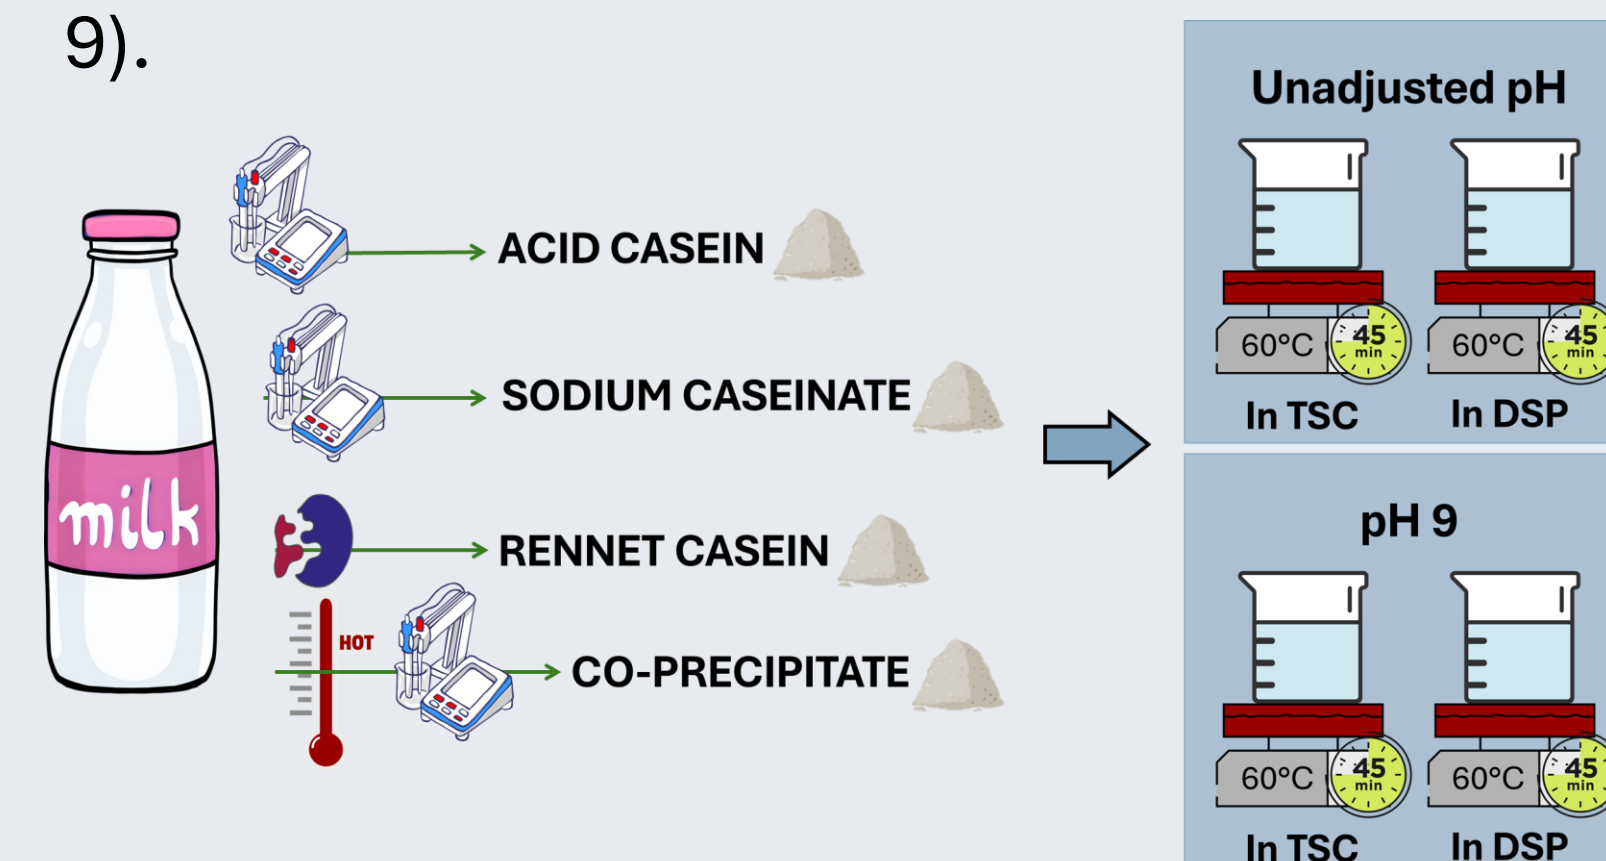 9).
milk
ACID CASEIN
SODIUM CASEINATE
RENNET CASEIN
HOT
CO-PRECIPITATE
Unadjusted pH
60°C 45 min
60°C 45 min
In TSC
In DSP
pH 9
60°C 45 min
60°C 45 min
In TSC
In DSP